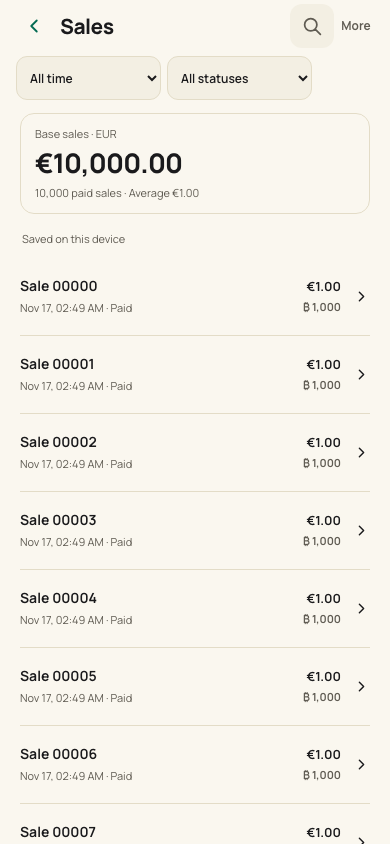 Sales
More
All time
All statuses
Base sales · EUR
€10,000.00
10,000 paid sales · Average €1.00
Saved on this device
Sale 00000
€1.00
Nov 17, 02:49 AM · Paid
₿ 1,000
Sale 00001
€1.00
Nov 17, 02:49 AM · Paid
₿ 1,000
Sale 00002
€1.00
Nov 17, 02:49 AM · Paid
₿ 1,000
Sale 00003
€1.00
Nov 17, 02:49 AM · Paid
₿ 1,000
Sale 00004
€1.00
Nov 17, 02:49 AM · Paid
₿ 1,000
Sale 00005
€1.00
Nov 17, 02:49 AM · Paid
₿ 1,000
Sale 00006
€1.00
Nov 17, 02:49 AM · Paid
₿ 1,000
Sale 00007
€1.00